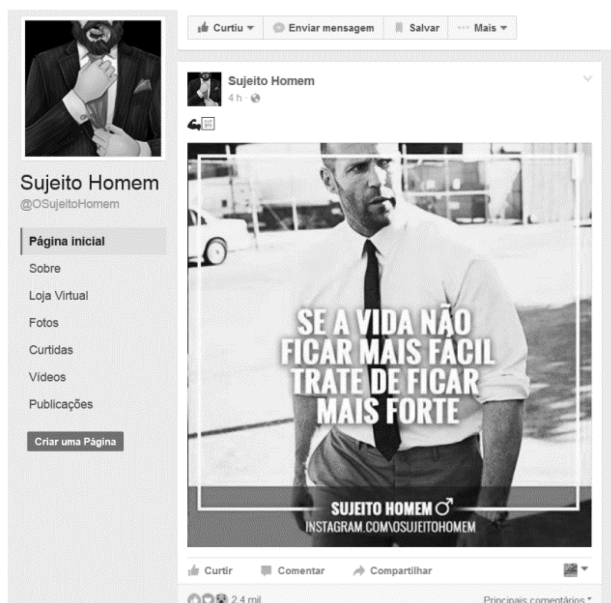 Curtiu
Enviar mensagem
Salvar
Mais
Sujeito Homem
4 h
Sujeito Homem
@OSujeitoHomem
Página inicial
Sobre
Loja Virtual
Fotos
Curtidas
Vídeos
Publicações
Criar uma Página
SE A VIDA NÃO
FICAR MAIS FÁCIL
TRATE DE FICAR
MAIS FORTE
SUJEITO HOMEM
INSTAGRAM.COM\OSUJEITOHOMEM
Curtir
Comentar
Compartilhar
2,4 mil
Principais comentários